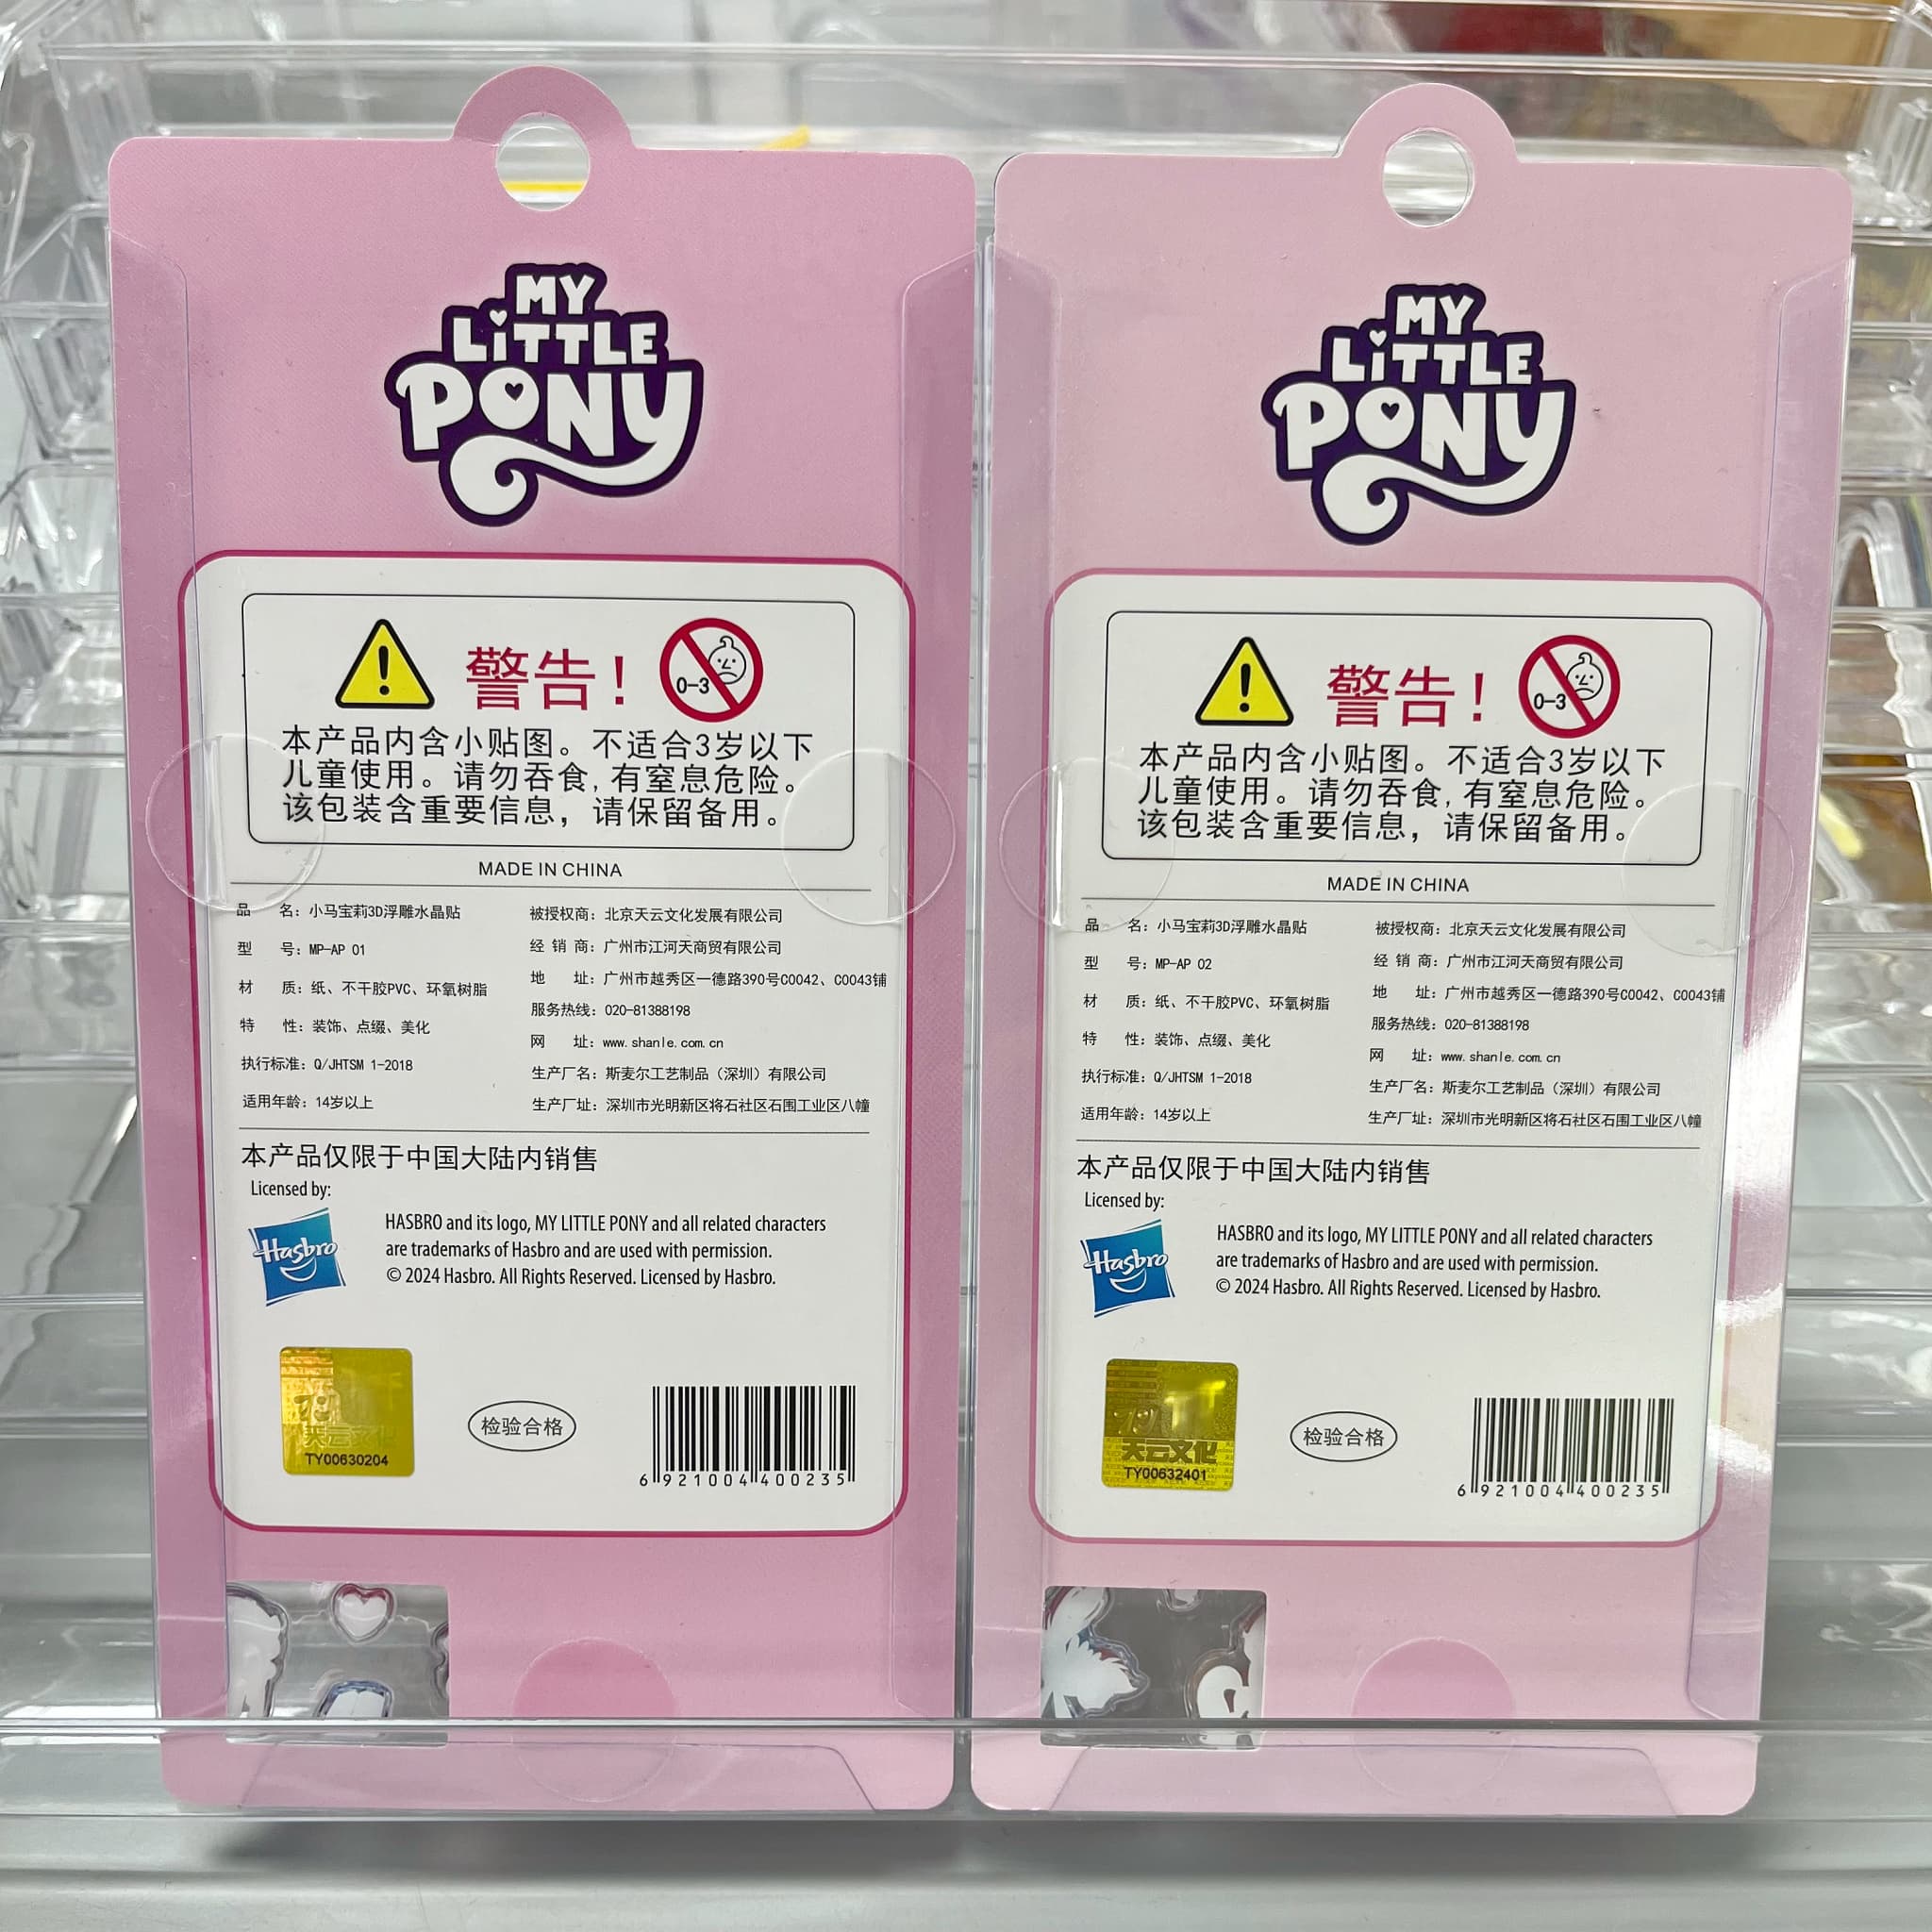 MY
LiTTLE
PONY
警告!
0-3
本产品内含小贴图。不适合3岁以下
儿童使用。请勿吞食,有窒息危险。
该包装含重要信息，请保留备用。
MADE IN CHINA
品 名：小马宝莉3D浮雕水晶贴
型 号：MP-AP 01
材 质：纸、不干胶PVC、环氧树脂
特 性：装饰、点缀、美化
执行标准：Q/JHTSM 1-2018
适用年龄：14岁以上
被授权商：北京天云文化发展有限公司
经 销 商：广州市江河天商贸有限公司
地 址：广州市越秀区一德路390号C0042、C0043铺
服务热线：020-81388198
网 址：www.shanle.com.cn
生产厂名：斯麦尔工艺制品（深圳）有限公司
生产厂址：深圳市光明新区将石社区石围工业区八幢
本产品仅限于中国大陆内销售
Licensed by:
Hasbro
HASBRO and its logo, MY LITTLE PONY and all related characters
are trademarks of Hasbro and are used with permission.
© 2024 Hasbro. All Rights Reserved. Licensed by Hasbro.
天云文化
TY00630204
检验合格
6 921004 400235
MY
LiTTLE
PONY
警告!
0-3
本产品内含小贴图。不适合3岁以下
儿童使用。请勿吞食,有窒息危险。
该包装含重要信息，请保留备用。
MADE IN CHINA
品 名：小马宝莉3D浮雕水晶贴
型 号：MP-AP 02
材 质：纸、不干胶PVC、环氧树脂
特 性：装饰、点缀、美化
执行标准：Q/JHTSM 1-2018
适用年龄：14岁以上
被授权商：北京天云文化发展有限公司
经 销 商：广州市江河天商贸有限公司
地 址：广州市越秀区一德路390号C0042、C0043铺
服务热线：020-81388198
网 址：www.shanle.com.cn
生产厂名：斯麦尔工艺制品（深圳）有限公司
生产厂址：深圳市光明新区将石社区石围工业区八幢
本产品仅限于中国大陆内销售
Licensed by:
Hasbro
HASBRO and its logo, MY LITTLE PONY and all related characters
are trademarks of Hasbro and are used with permission.
© 2024 Hasbro. All Rights Reserved. Licensed by Hasbro.
天云文化
TY00632401
检验合格
6 921004 400235